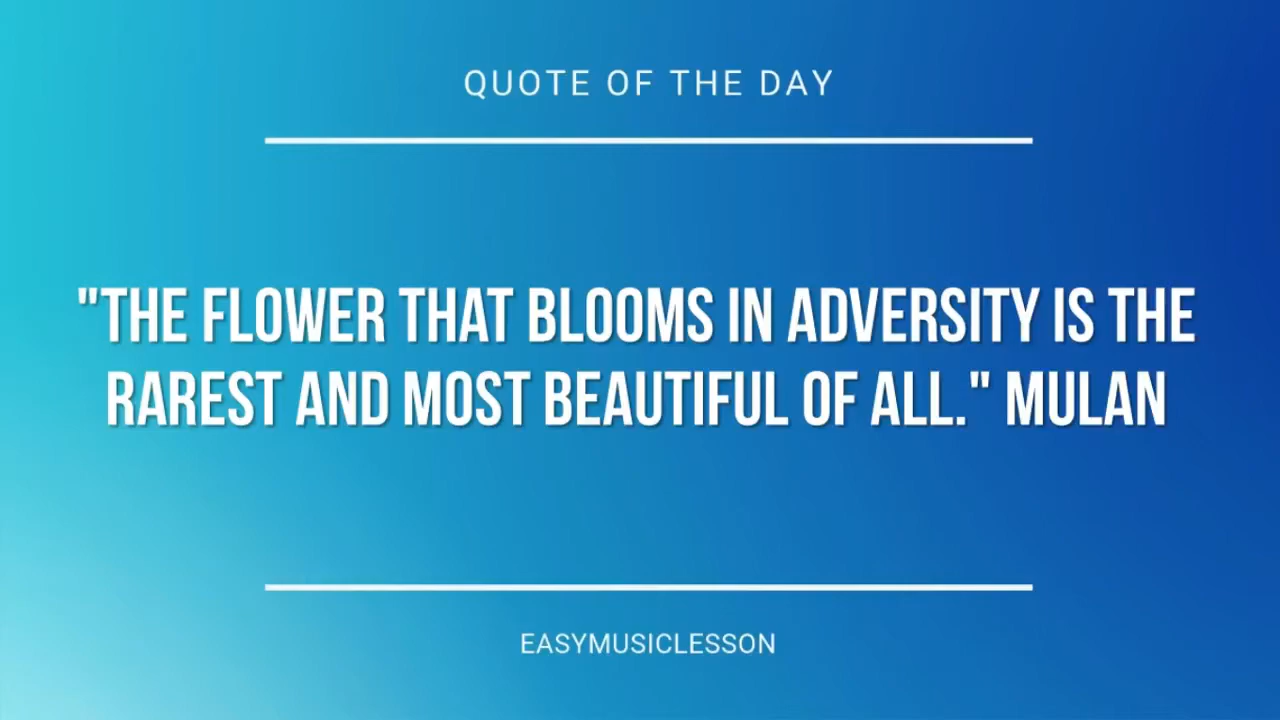 QUOTE OF THE DAY
"THE FLOWER THAT BLOOMS IN ADVERSITY IS THE
RAREST AND MOST BEAUTIFUL OF ALL." MULAN
EASYMUSICLESSON